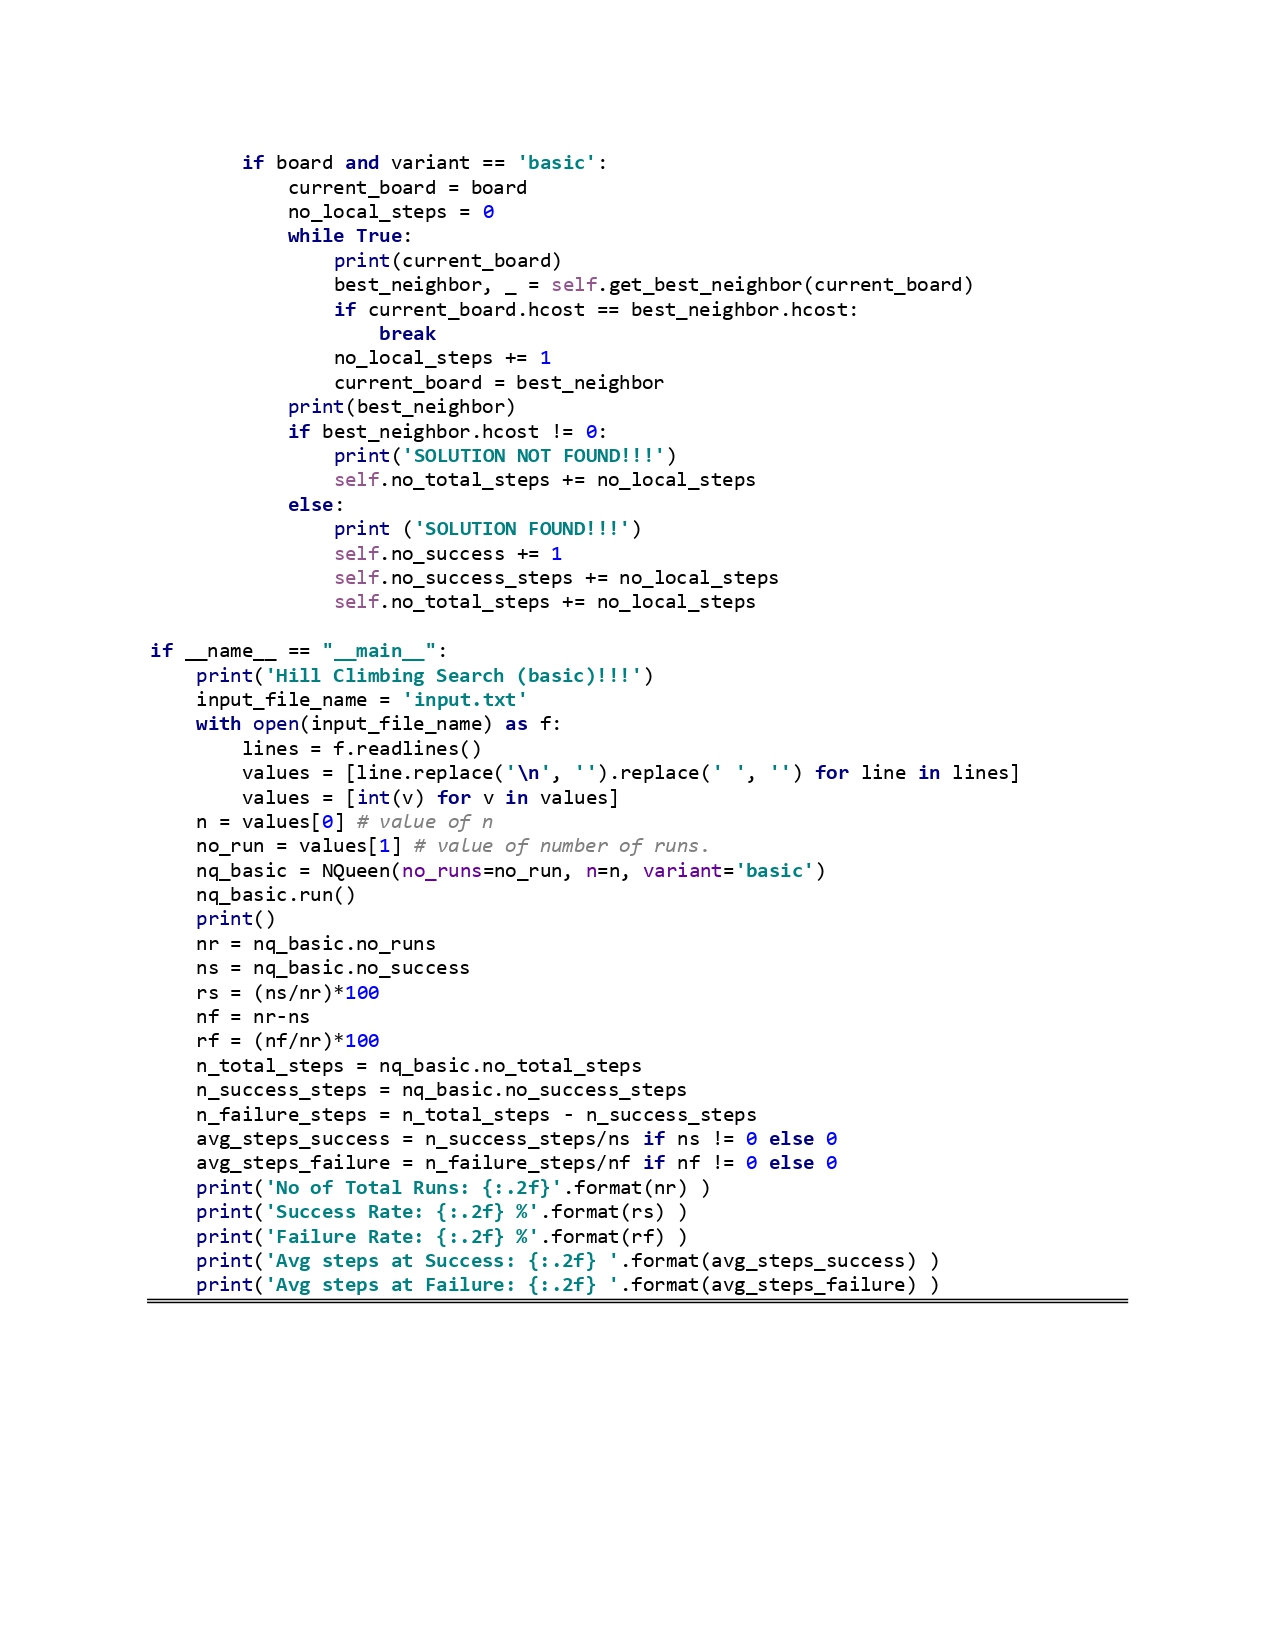 if board and variant == 'basic':
            current_board = board
            no_local_steps = 0
            while True:
                print(current_board)
                best_neighbor, _ = self.get_best_neighbor(current_board)
                if current_board.hcost == best_neighbor.hcost:
                    break
                no_local_steps += 1
                current_board = best_neighbor
            print(best_neighbor)
            if best_neighbor.hcost != 0:
                print('SOLUTION NOT FOUND!!!')
                self.no_total_steps += no_local_steps
            else:
                print ('SOLUTION FOUND!!!')
                self.no_success += 1
                self.no_success_steps += no_local_steps
                self.no_total_steps += no_local_steps

if __name__ == "__main__":
    print('Hill Climbing Search (basic)!!!')
    input_file_name = 'input.txt'
    with open(input_file_name) as f:
        lines = f.readlines()
        values = [line.replace('\n', '').replace(' ', '') for line in lines]
        values = [int(v) for v in values]
    n = values[0] # value of n
    no_run = values[1] # value of number of runs.
    nq_basic = NQueen(no_runs=no_run, n=n, variant='basic')
    nq_basic.run()
    print()
    nr = nq_basic.no_runs
    ns = nq_basic.no_success
    rs = (ns/nr)*100
    nf = nr-ns
    rf = (nf/nr)*100
    n_total_steps = nq_basic.no_total_steps
    n_success_steps = nq_basic.no_success_steps
    n_failure_steps = n_total_steps - n_success_steps
    avg_steps_success = n_success_steps/ns if ns != 0 else 0
    avg_steps_failure = n_failure_steps/nf if nf != 0 else 0
    print('No of Total Runs: {:.2f}'.format(nr) )
    print('Success Rate: {:.2f} %'.format(rs) )
    print('Failure Rate: {:.2f} %'.format(rf) )
    print('Avg steps at Success: {:.2f} '.format(avg_steps_success) )
    print('Avg steps at Failure: {:.2f} '.format(avg_steps_failure) )